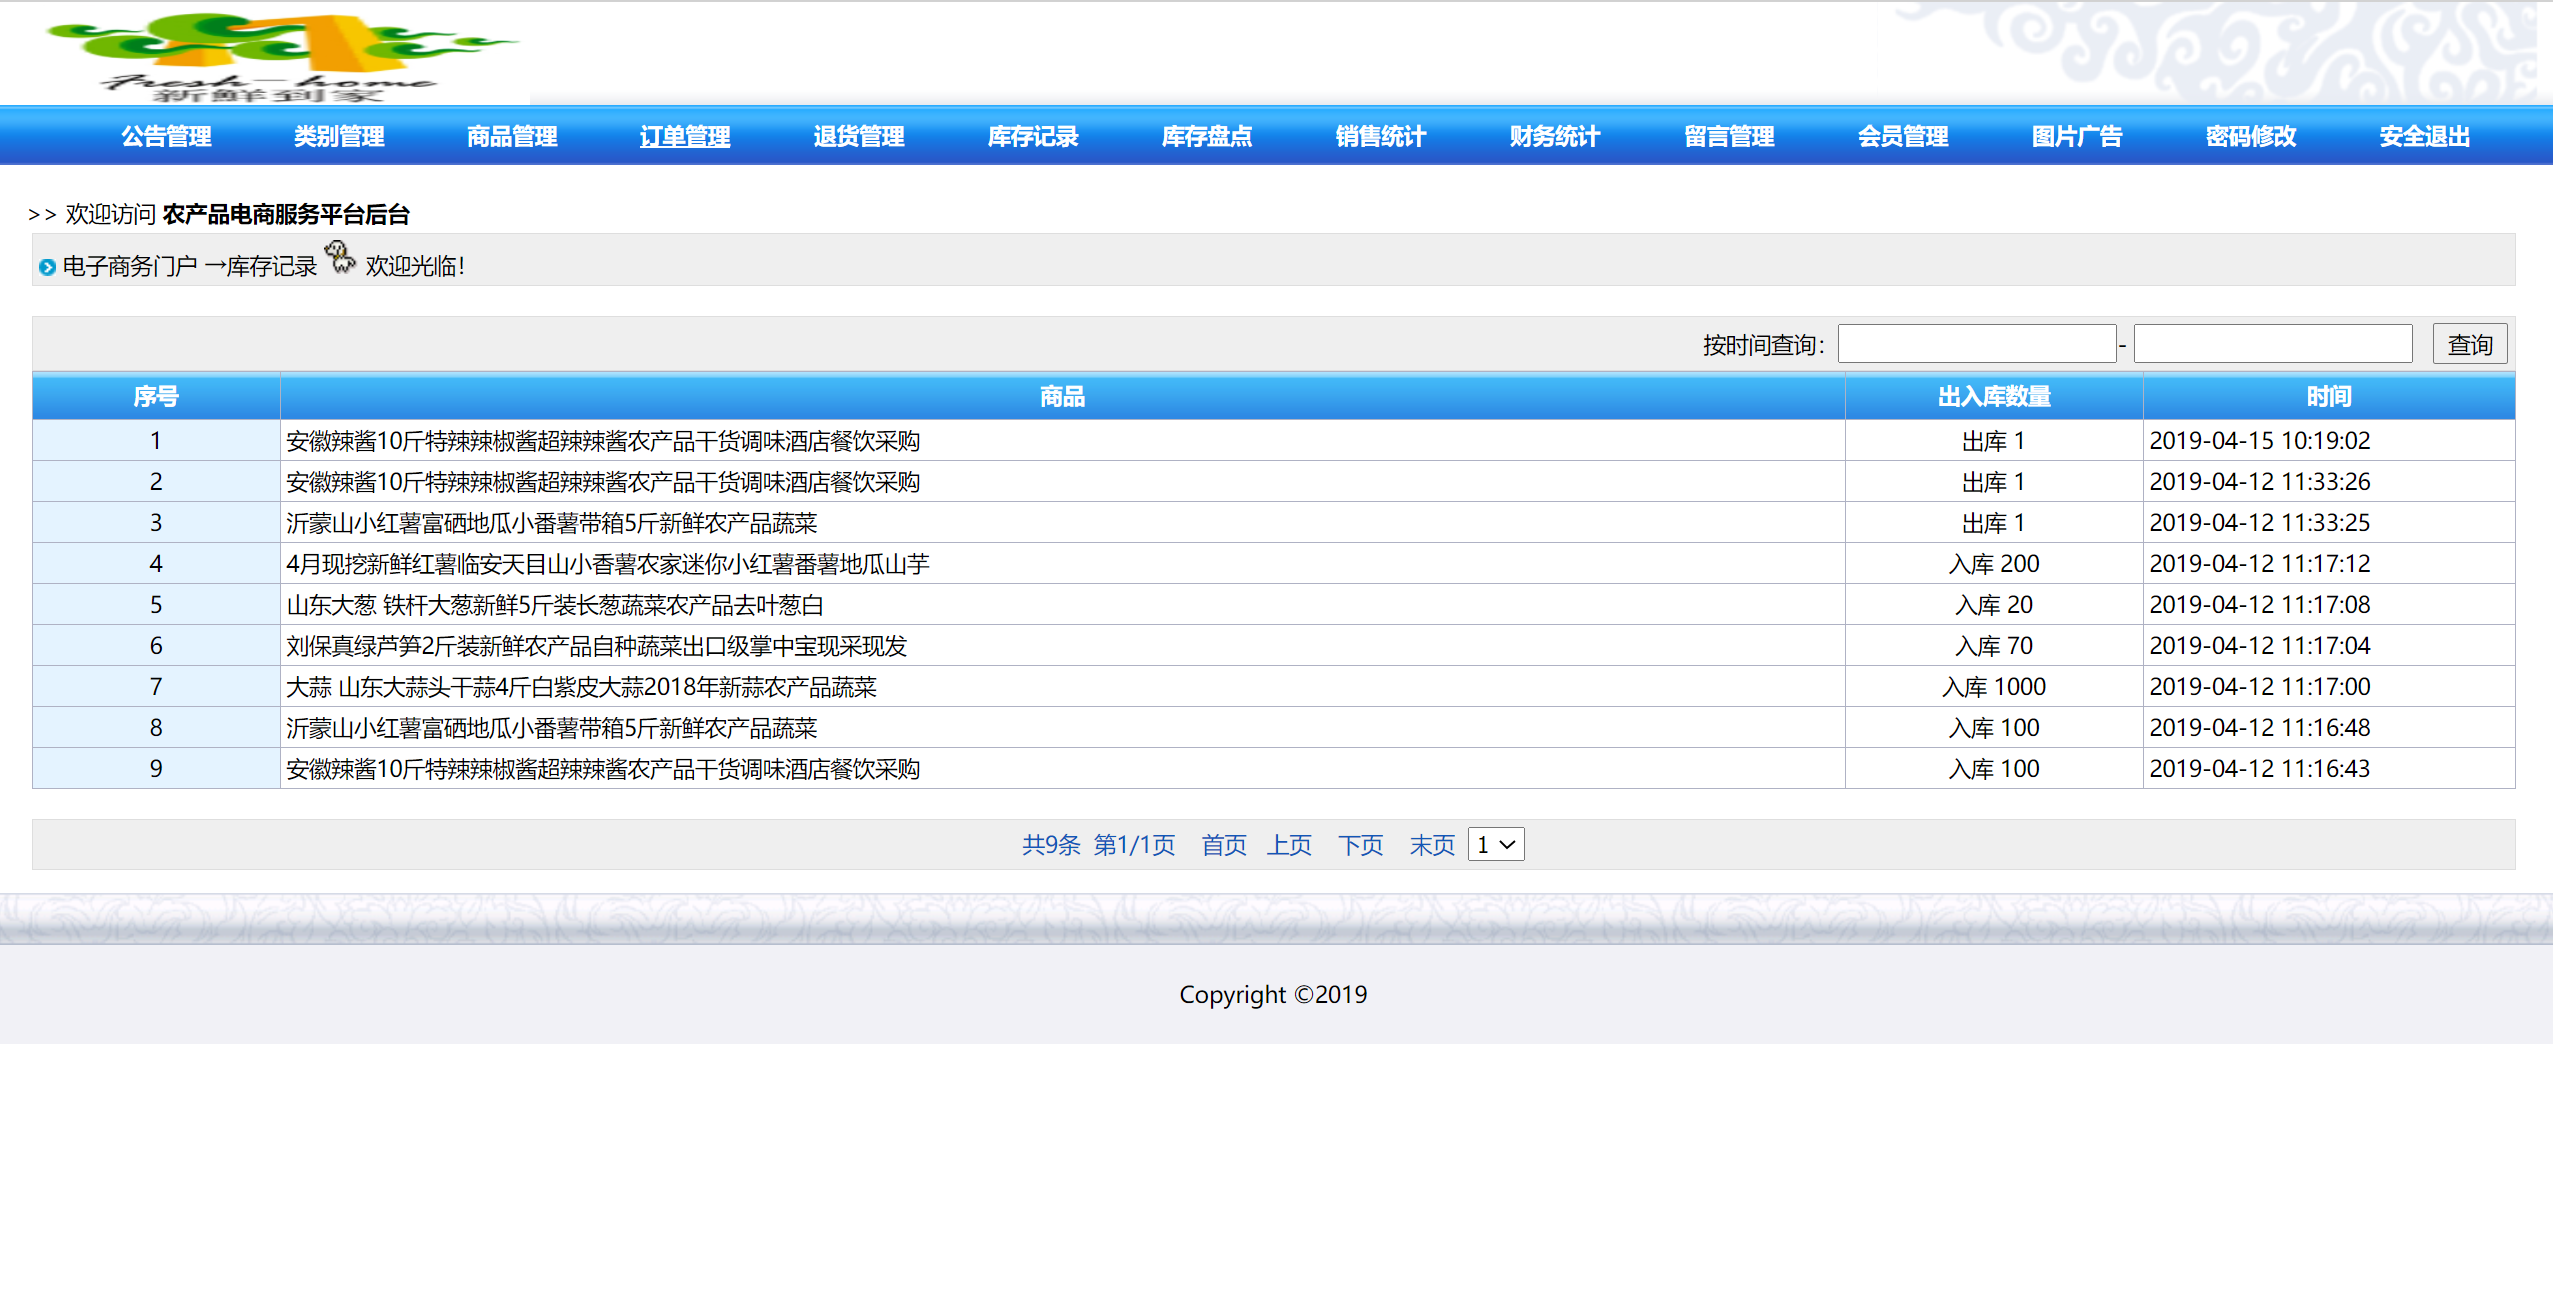 Fresh-home
新鲜到家
公告管理 类别管理 商品管理 订单管理 退货管理 库存记录 库存盘点 销售统计 财务统计 留言管理 会员管理 图片广告 密码修改 安全退出
>> 欢迎访问 农产品电商服务平台后台
电子商务门户 →库存记录 欢迎光临!
按时间查询: - 查询
序号 商品 出入库数量 时间
1 安徽辣酱10斤特辣辣椒酱超辣辣酱农产品干货调味酒店餐饮采购 出库 1 2019-04-15 10:19:02
2 安徽辣酱10斤特辣辣椒酱超辣辣酱农产品干货调味酒店餐饮采购 出库 1 2019-04-12 11:33:26
3 沂蒙山小红薯富硒地瓜小番薯带箱5斤新鲜农产品蔬菜 出库 1 2019-04-12 11:33:25
4 4月现挖新鲜红薯临安天目山小香薯农家迷你小红薯番薯地瓜山芋 入库 200 2019-04-12 11:17:12
5 山东大葱 铁杆大葱新鲜5斤装长葱蔬菜农产品去叶葱白 入库 20 2019-04-12 11:17:08
6 刘保真绿芦笋2斤装新鲜农产品自种蔬菜出口级掌中宝现采现发 入库 70 2019-04-12 11:17:04
7 大蒜 山东大蒜头干蒜4斤白紫皮大蒜2018年新蒜农产品蔬菜 入库 1000 2019-04-12 11:17:00
8 沂蒙山小红薯富硒地瓜小番薯带箱5斤新鲜农产品蔬菜 入库 100 2019-04-12 11:16:48
9 安徽辣酱10斤特辣辣椒酱超辣辣酱农产品干货调味酒店餐饮采购 入库 100 2019-04-12 11:16:43
共9条 第1/1页 首页 上页 下页 末页 1
Copyright ©2019